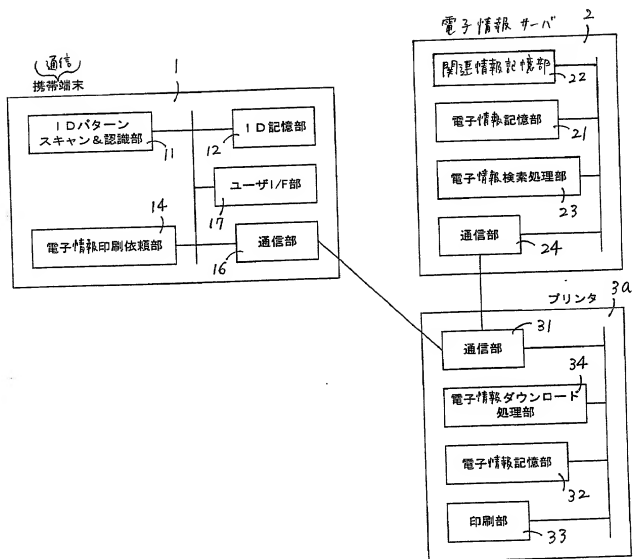 通信
携帯端末
1
IDパターン
スキャン&認識部
11
ID記憶部
12
ユーザI/F部
17
電子情報印刷依頼部
14
通信部
16
電子情報サーバ
2
関連情報記憶部
22
電子情報記憶部
21
電子情報検索処理部
23
通信部
24
プリンタ
3a
通信部
31
電子情報ダウンロード
処理部
34
電子情報記憶部
32
印刷部
33